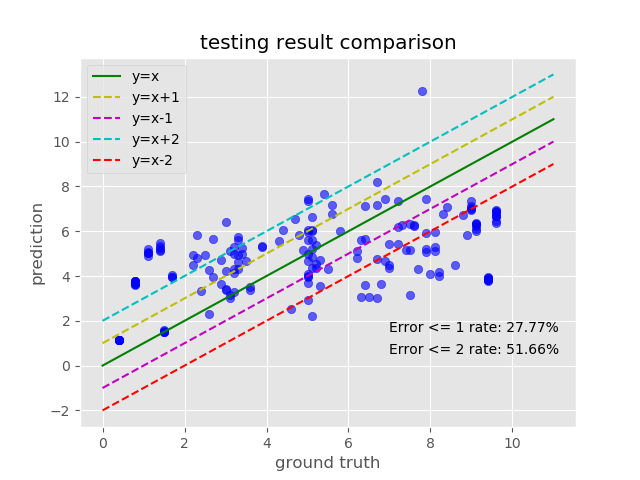 testing result comparison
y=x
y=x+1
y=x-1
y=x+2
y=x-2
12
10
8
6
4
2
0
−2
prediction
Error <= 1 rate: 27.77%
Error <= 2 rate: 51.66%
0 2 4 6 8 10
ground truth